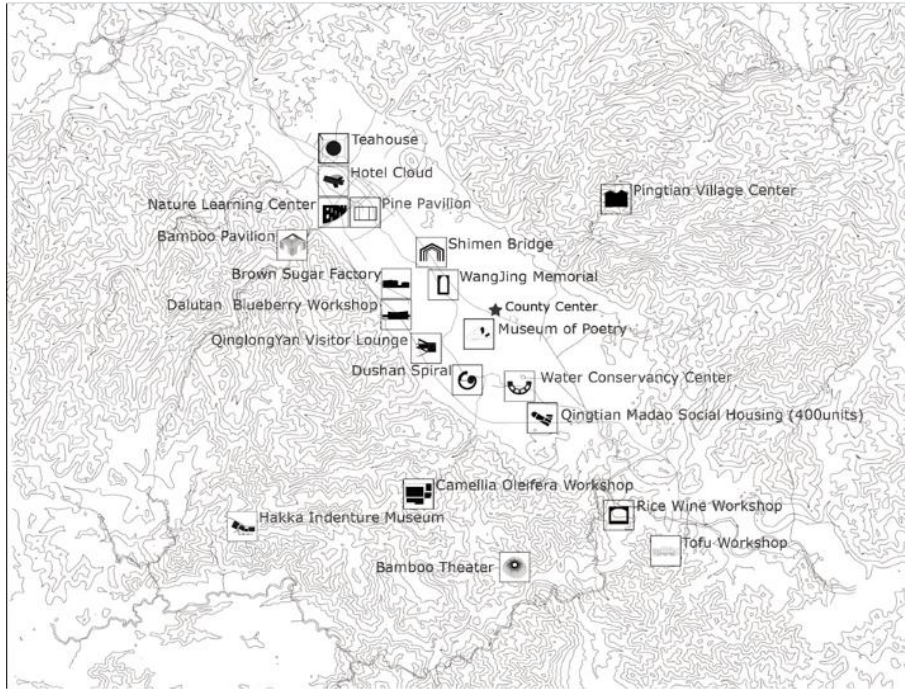 Teahouse
Hotel Cloud
Pingtian Village Center
Nature Learning Center
Pine Pavilion
Bamboo Pavilion
Shimen Bridge
Brown Sugar Factory
WangJing Memorial
Dalutan Blueberry Workshop
County Center
Museum of Poetry
QinglongYan Visitor Lounge
Dushan Spiral
Water Conservancy Center
Qingtian Madao Social Housing (400units)
Camellia Oleifera Workshop
Rice Wine Workshop
Hakka Indenture Museum
Tofu Workshop
Bamboo Theater